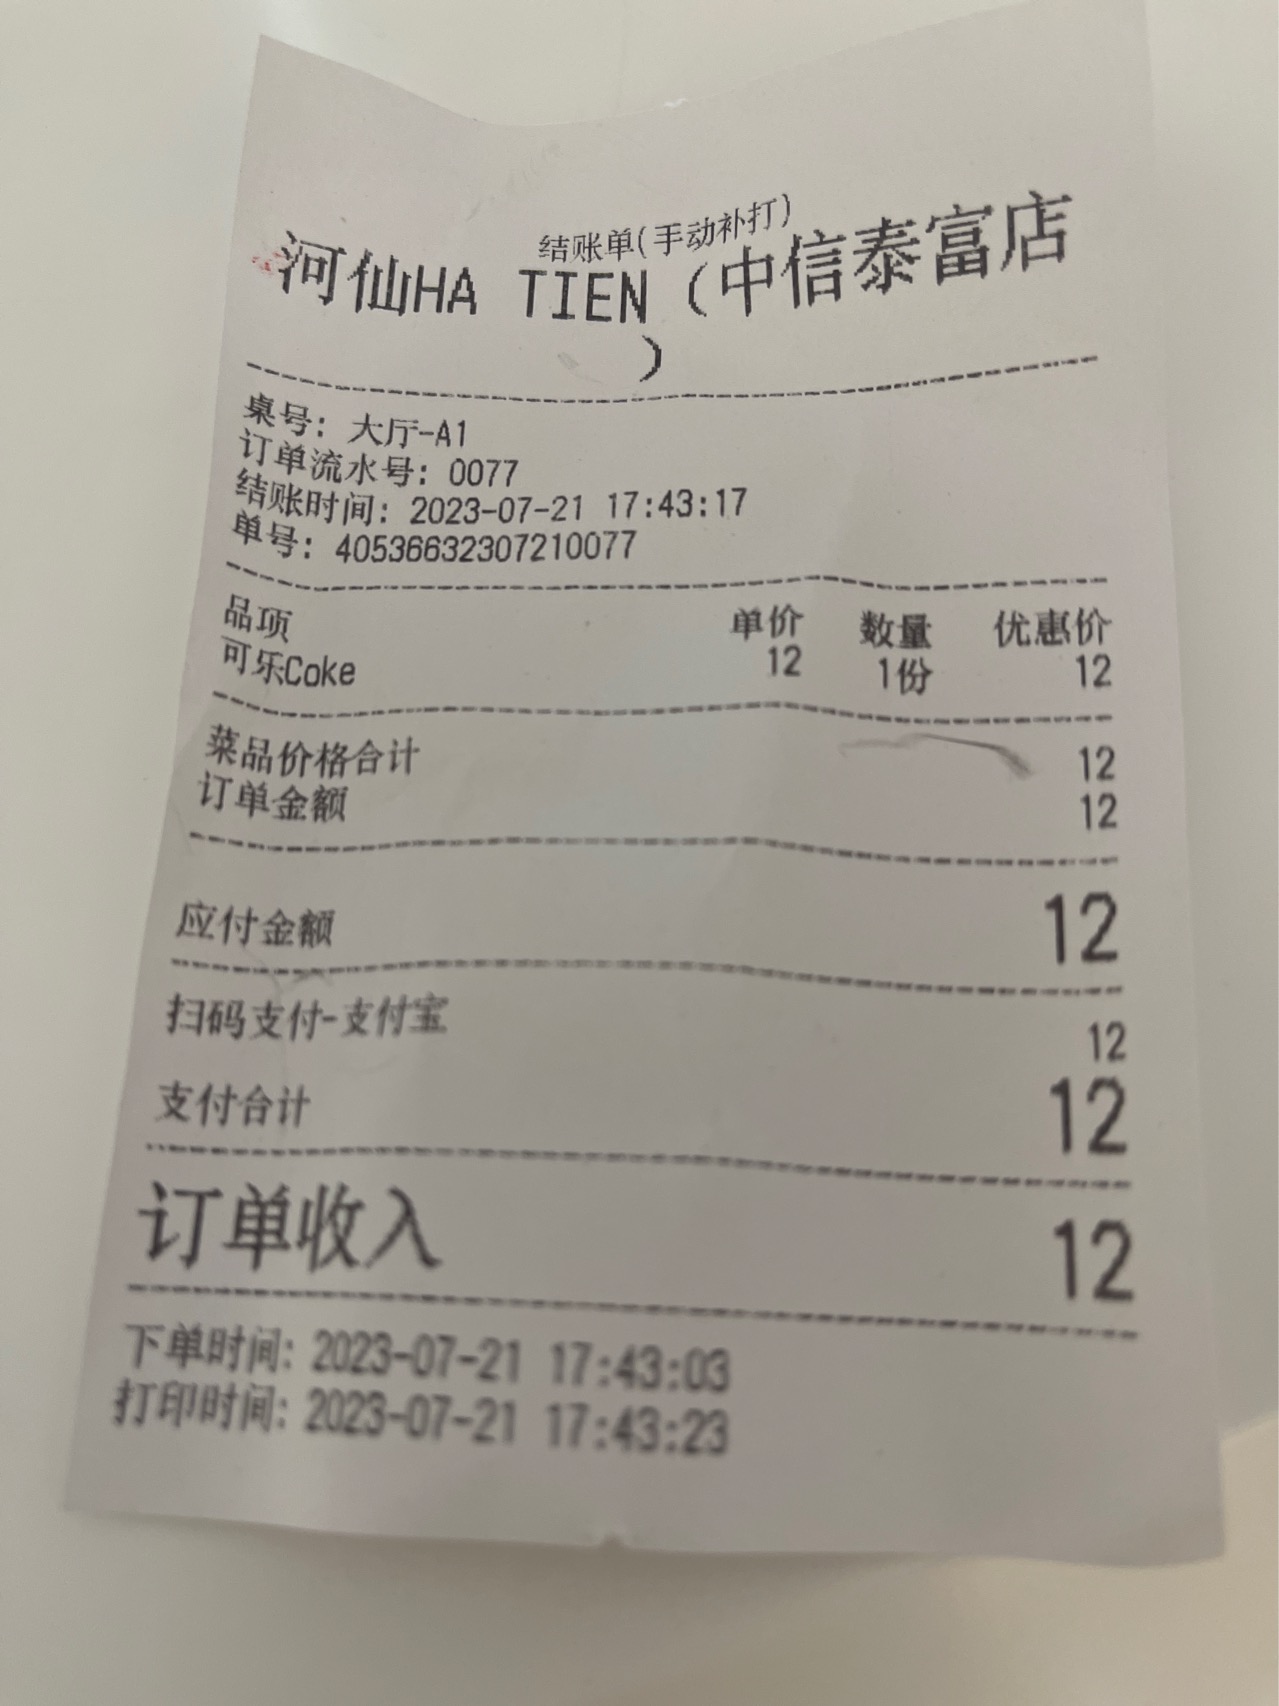 结账单(手动补打)
河仙HA TIEN（中信泰富店
）
桌号: 大厅-A1
订单流水号: 0077
结账时间: 2023-07-21 17:43:17
单号: 40536632307210077
品项 单价 数量 优惠价
可乐Coke 12 1份 12
菜品价格合计 12
订单金额 12
应付金额 12
扫码支付-支付宝 12
支付合计 12
订单收入 12
下单时间: 2023-07-21 17:43:03
打印时间: 2023-07-21 17:43:23